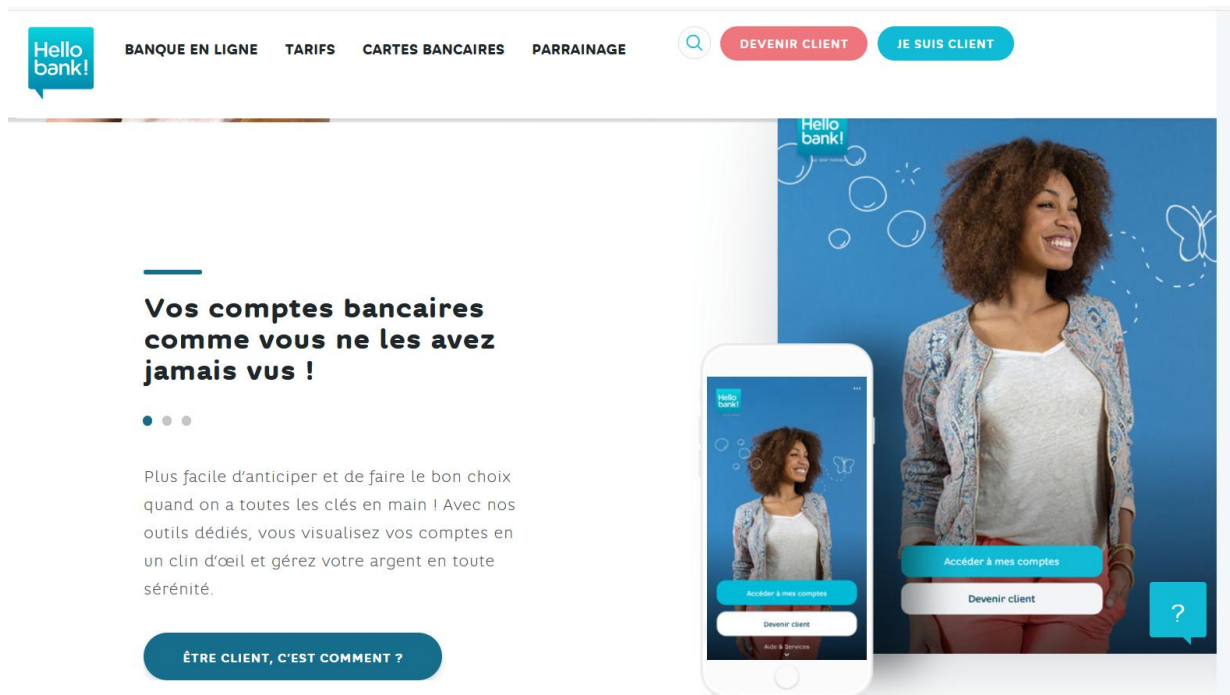 Hello
bank!
BANQUE EN LIGNE TARIFS CARTES BANCAIRES PARRAINAGE
DEVENIR CLIENT
JE SUIS CLIENT
Hello
bank!
Vos comptes bancaires
comme vous ne les avez
jamais vus !
Plus facile d’anticiper et de faire le bon choix
quand on a toutes les clés en main ! Avec nos
outils dédiés, vous visualisez vos comptes en
un clin d’œil et gérez votre argent en toute
sérénité.
ÊTRE CLIENT, C’EST COMMENT ?
Hello
bank!
Accéder à mes comptes
Devenir client
Aide & Services
Accéder à mes comptes
Devenir client
?